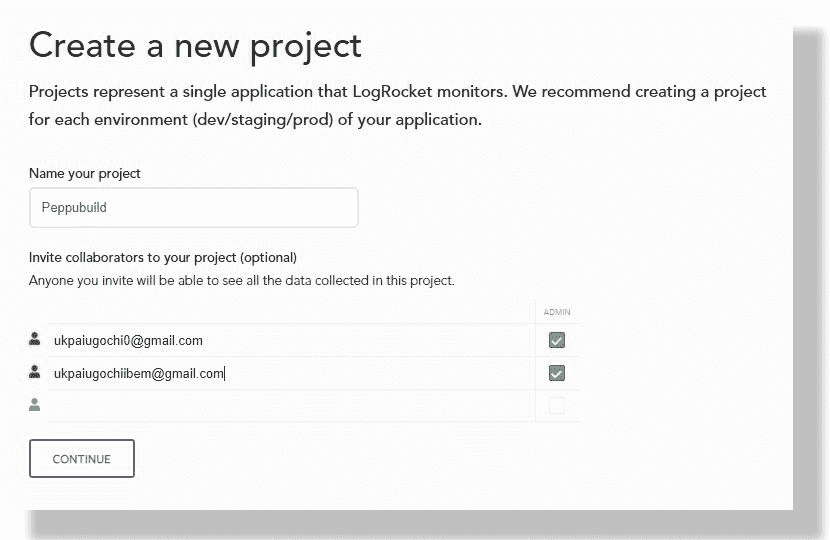 Create a new project
Projects represent a single application that LogRocket monitors. We recommend creating a project
for each environment (dev/staging/prod) of your application.
Name your project
Peppubuild
Invite collaborators to your project (optional)
Anyone you invite will be able to see all the data collected in this project.
ADMIN
ukpaiugochi0@gmail.com
ukpaiugochiibem@gmail.com
CONTINUE